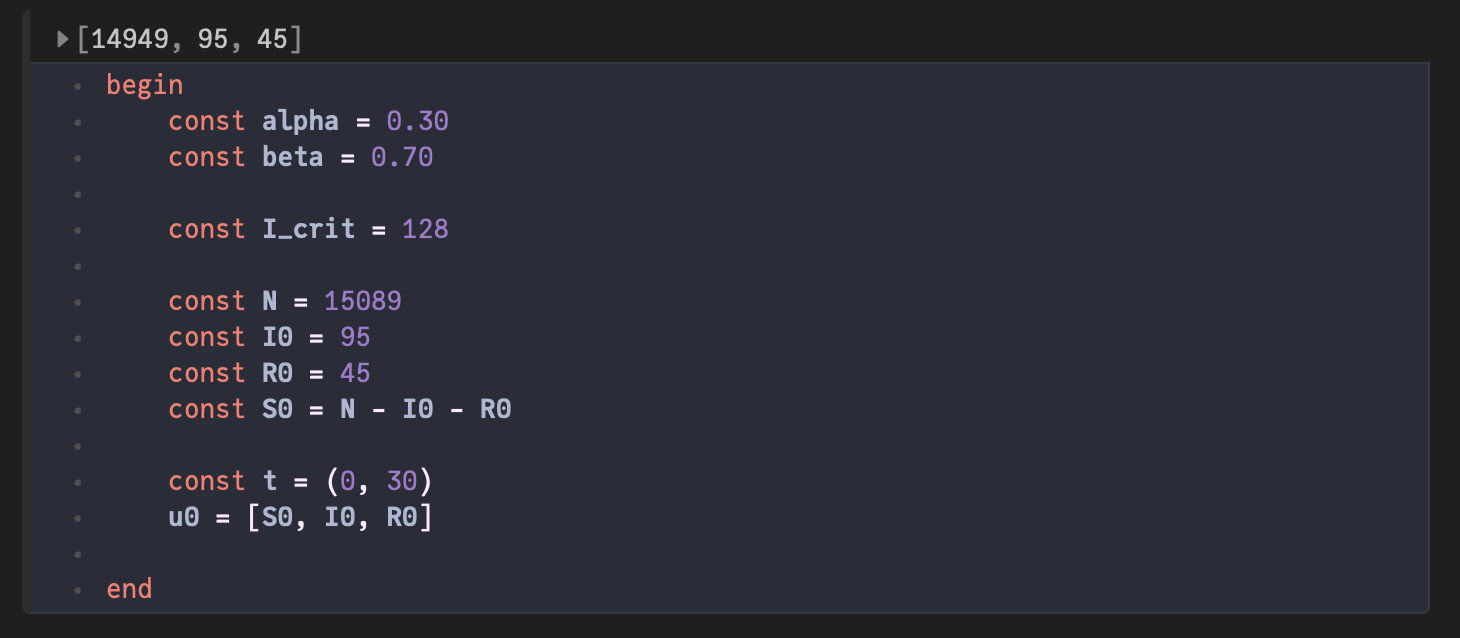 [14949, 95, 45]
begin
const alpha = 0.30
const beta = 0.70
const I_crit = 128
const N = 15089
const I0 = 95
const R0 = 45
const S0 = N - I0 - R0
const t = (0, 30)
u0 = [S0, I0, R0]
end